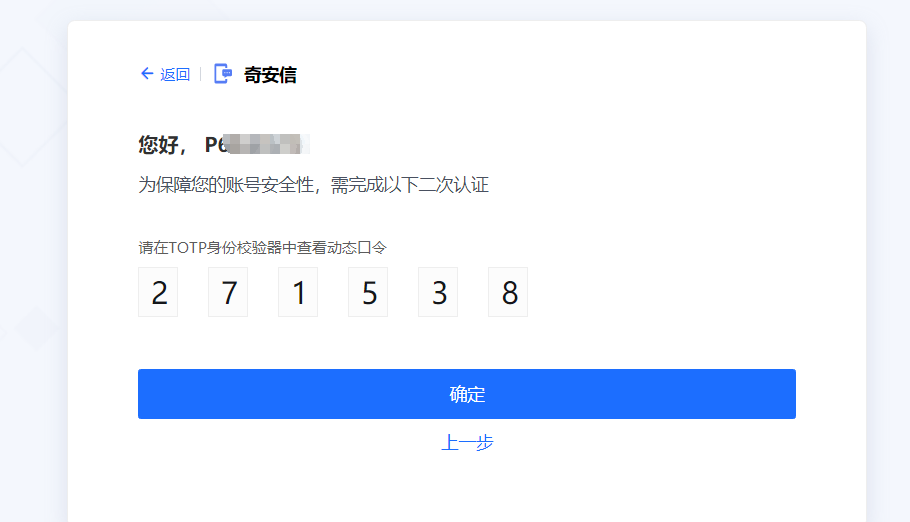 返回 奇安信
您好， P6
为保障您的账号安全性，需完成以下二次认证
请在TOTP身份校验器中查看动态口令
2 7 1 5 3 8
确定
上一步